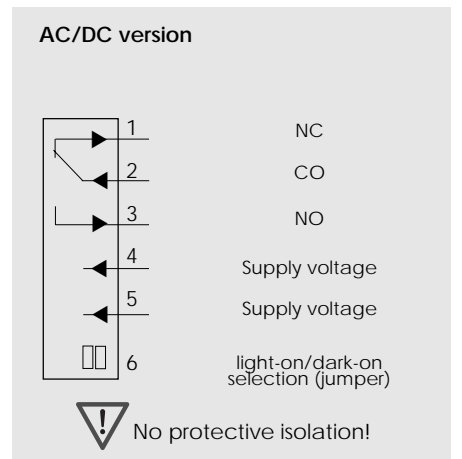 AC/DC version
1 NC
2 CO
3 NO
4 Supply voltage
5 Supply voltage
6 light-on/dark-on
selection (jumper)
! No protective isolation!